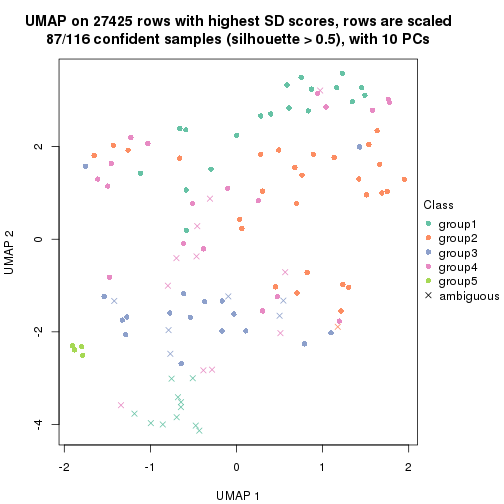 UMAP on 27425 rows with highest SD scores, rows are scaled
87/116 confident samples (silhouette > 0.5), with 10 PCs
UMAP 2
2
0
-2
-4
-2
-1
0
1
2
UMAP 1
Class
group1
group2
group3
group4
group5
ambiguous